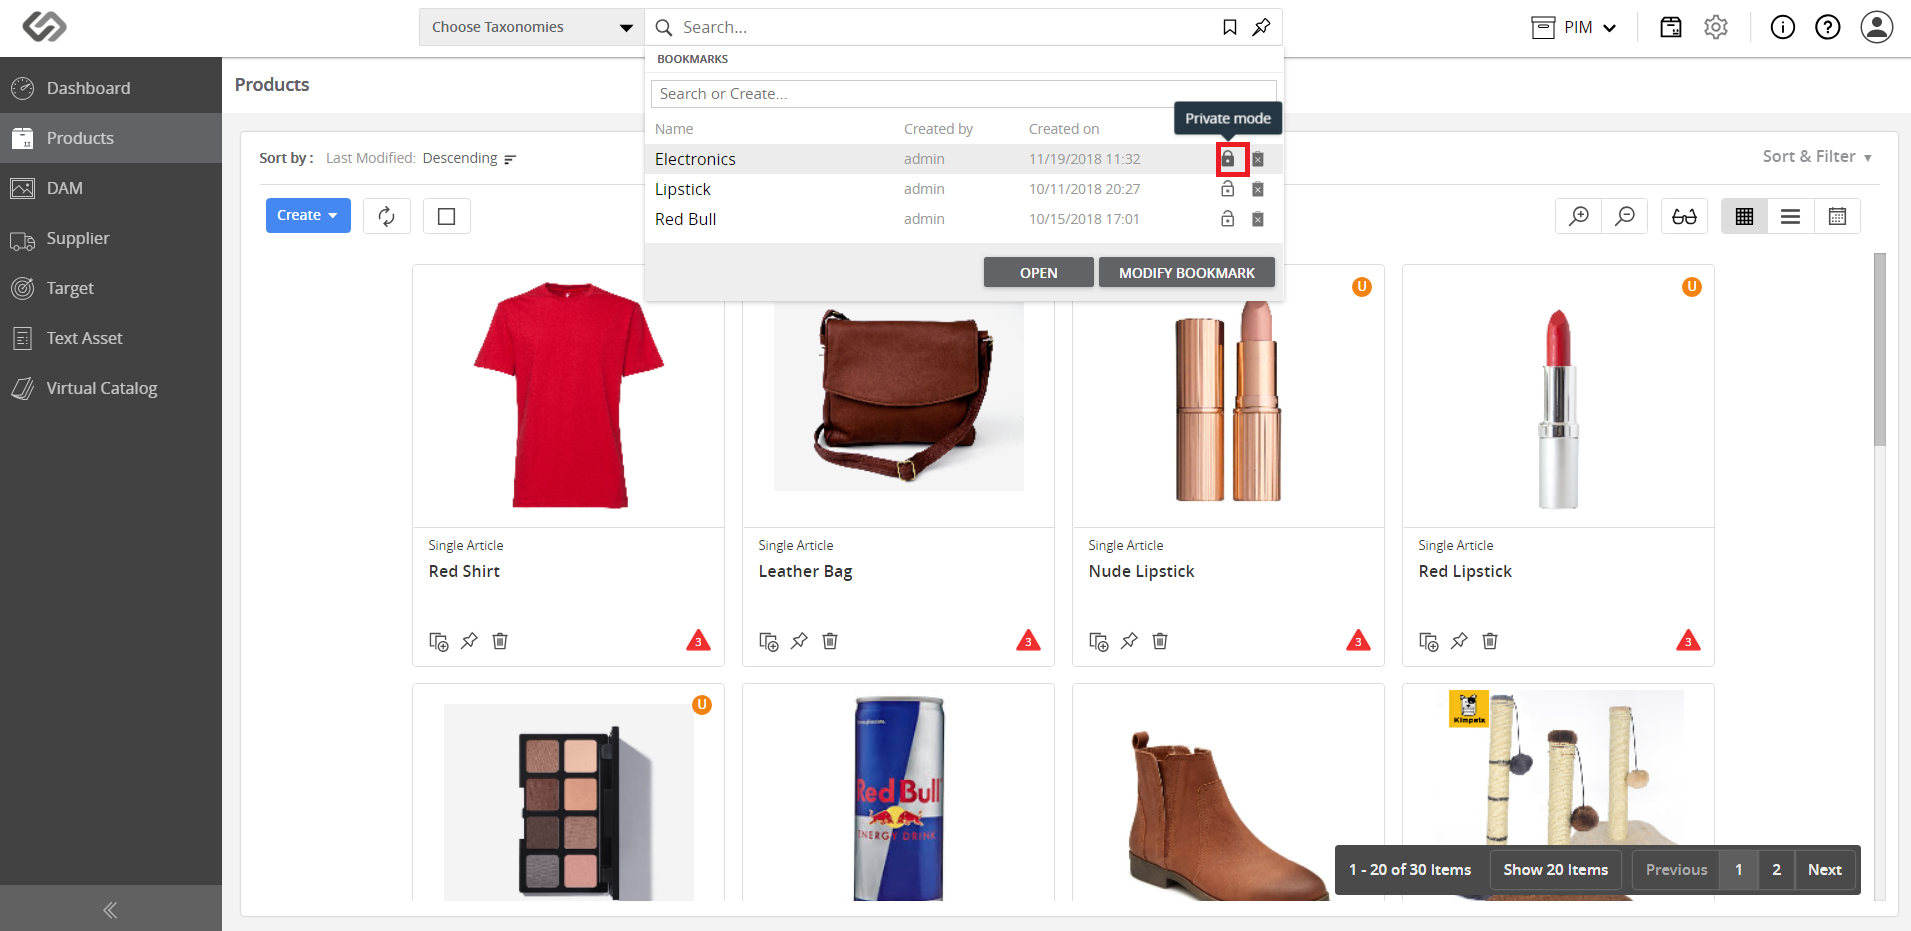 Choose Taxonomies
Search...
PIM
BOOKMARKS
Search or Create...
Private mode
Name Created by Created on
Electronics admin 11/19/2018 11:32
Lipstick admin 10/11/2018 20:27
Red Bull admin 10/15/2018 17:01
OPEN MODIFY BOOKMARK
Dashboard
Products
DAM
Supplier
Target
Text Asset
Virtual Catalog
Products
Sort by : Last Modified: Descending
Sort & Filter
Create
U
U
Single Article
Red Shirt
3
Single Article
Leather Bag
3
Single Article
Nude Lipstick
3
Single Article
Red Lipstick
3
U
Red Bull
ENERGY DRINK
Kimpets
1 - 20 of 30 Items Show 20 Items Previous 1 2 Next